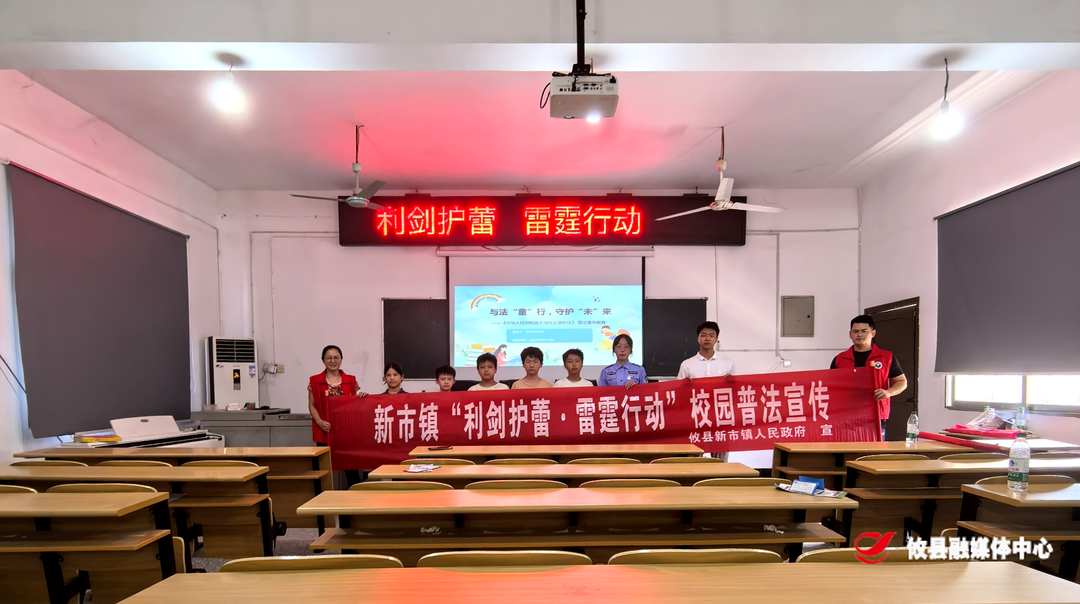 利剑护蕾 雷霆行动
与法“童”行，守护“未”来
新市镇“利剑护蕾·雷霆行动”校园普法宣传
攸县新市镇人民政府 宣
攸县融媒体中心